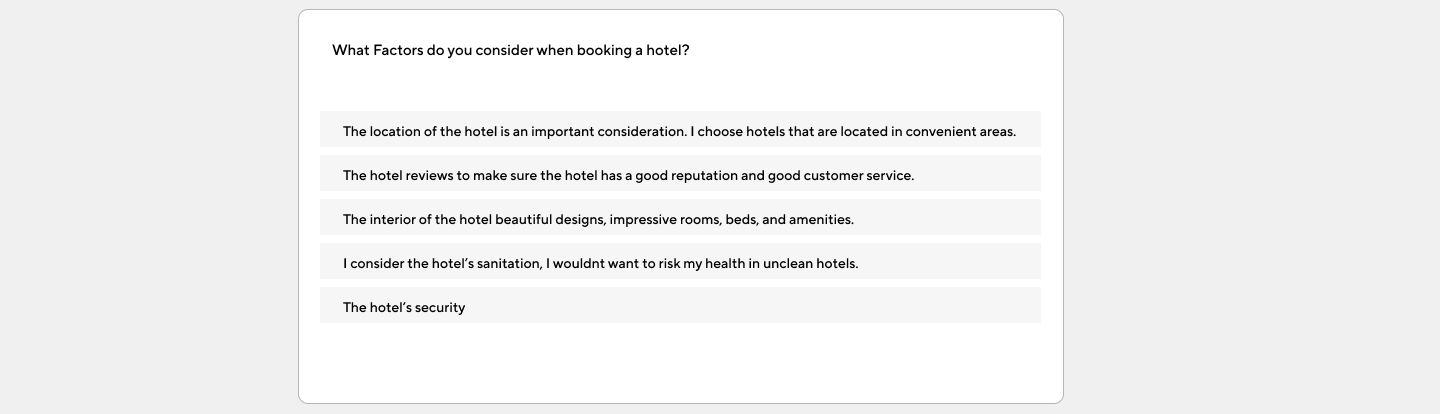 What Factors do you consider when booking a hotel?
The location of the hotel is an important consideration. I choose hotels that are located in convenient areas.
The hotel reviews to make sure the hotel has a good reputation and good customer service.
The interior of the hotel beautiful designs, impressive rooms, beds, and amenities.
I consider the hotel’s sanitation, I wouldnt want to risk my health in unclean hotels.
The hotel’s security